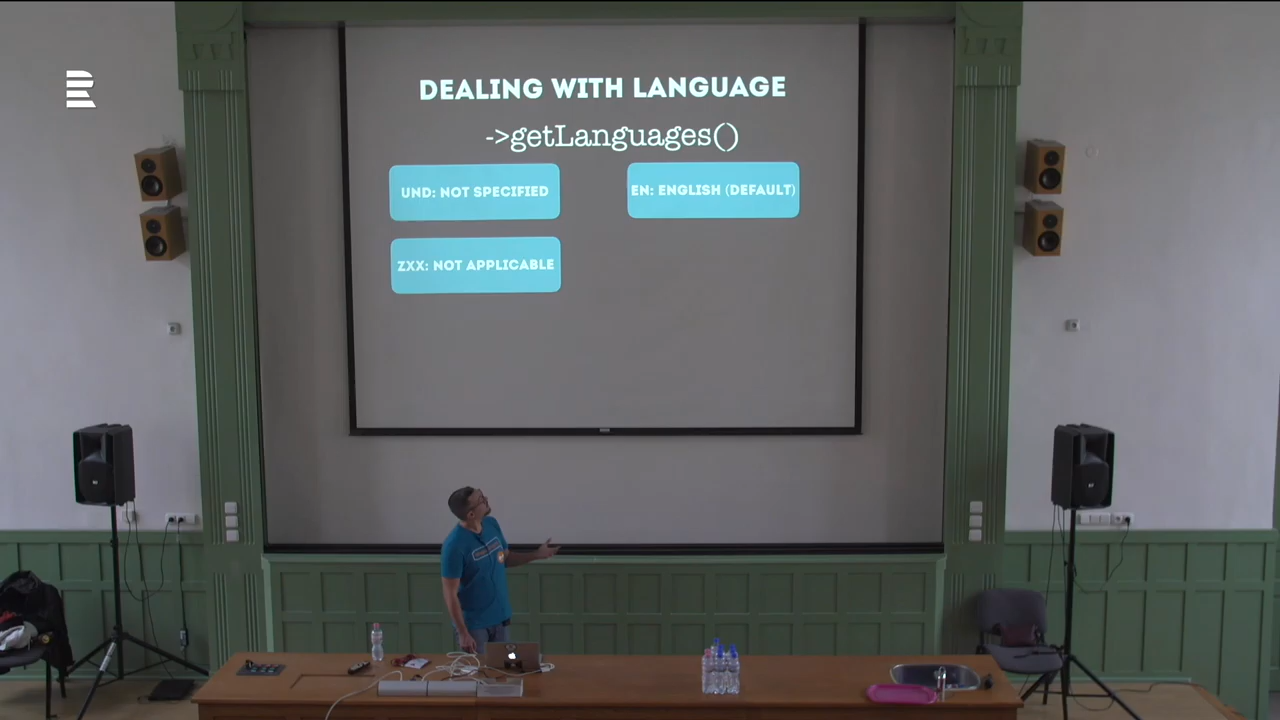 DEALING WITH LANGUAGE
->getLanguages()
UND: NOT SPECIFIED
EN: ENGLISH (DEFAULT)
ZXX: NOT APPLICABLE